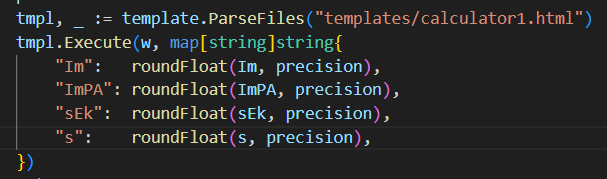 tmpl, _ := template.ParseFiles("templates/calculator1.html")
tmpl.Execute(w, map[string]string{
    "Im":   roundFloat(Im, precision),
    "ImPA": roundFloat(ImPA, precision),
    "sEk":  roundFloat(sEk, precision),
    "s":    roundFloat(s, precision),
})